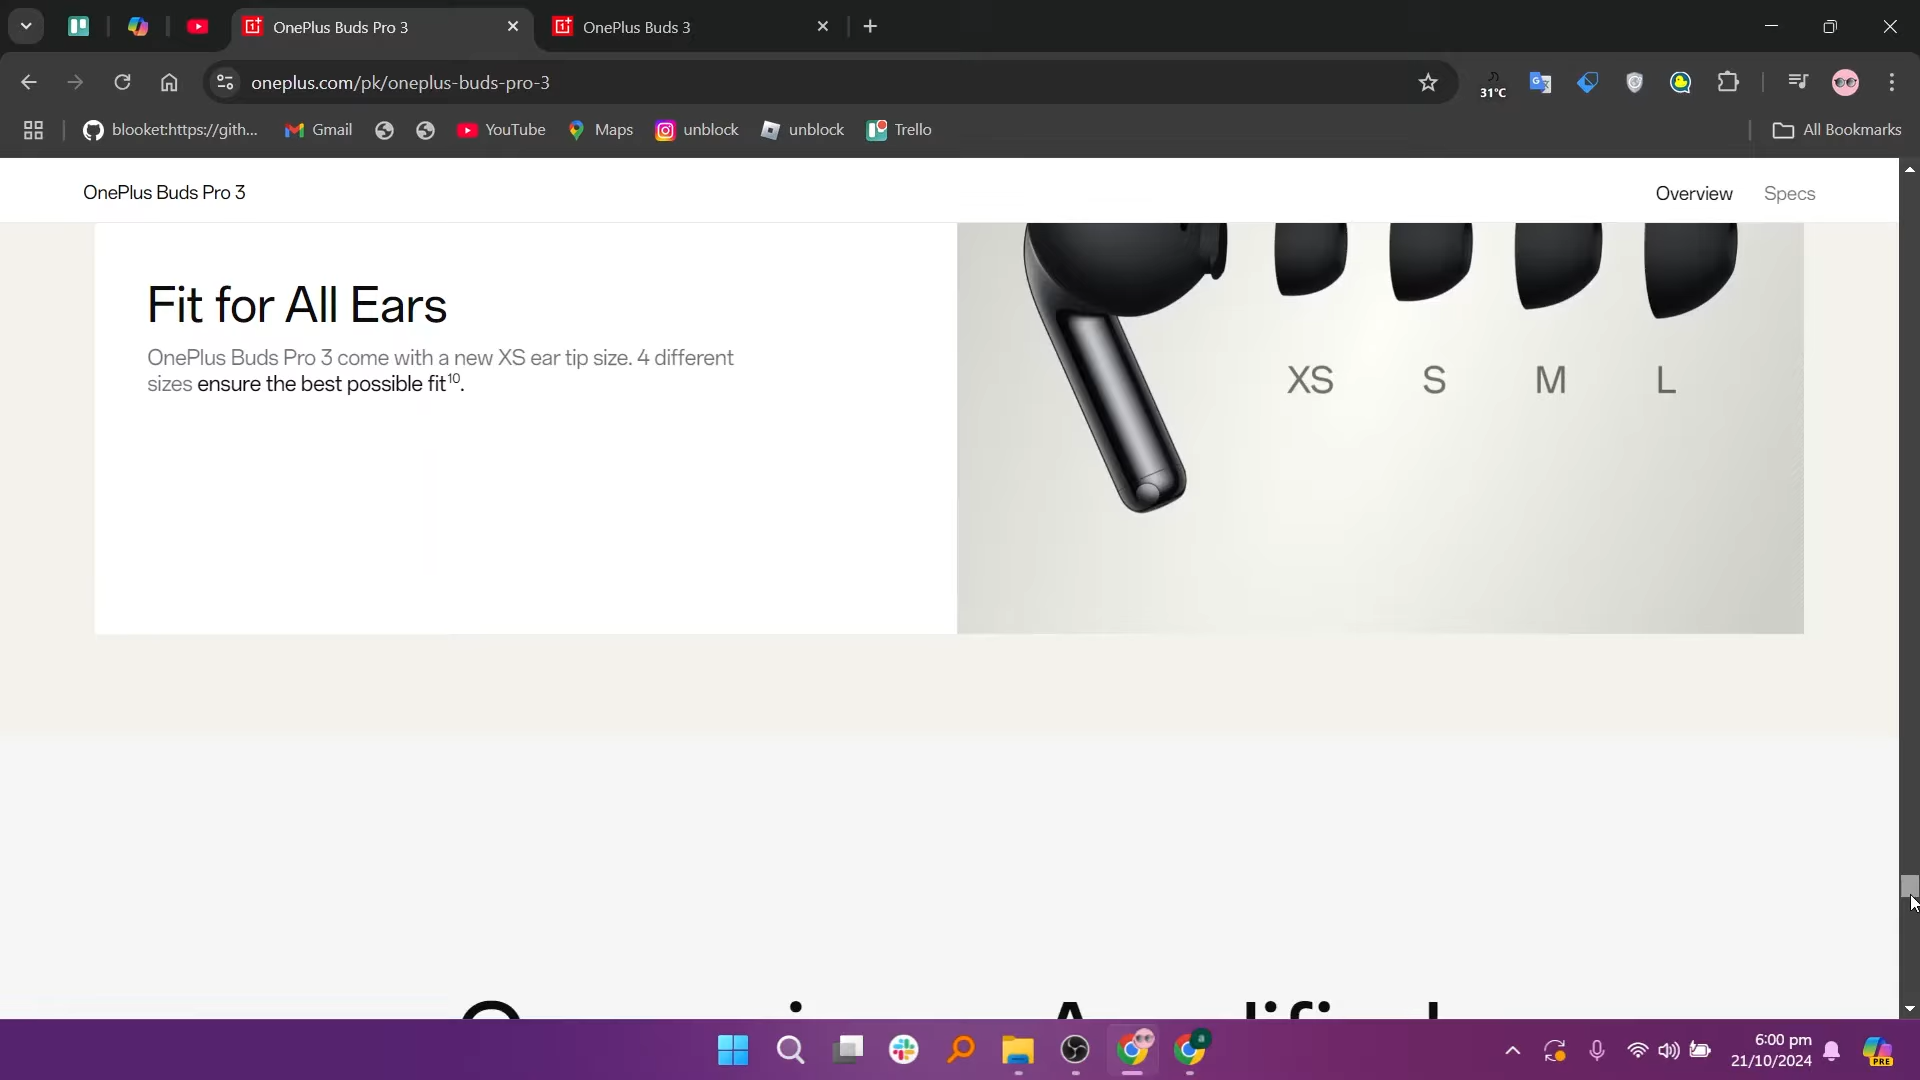 OnePlus Buds Pro 3
OnePlus Buds 3
oneplus.com/pk/oneplus-buds-pro-3
31°C
blooket:https://gith...
Gmail
YouTube
Maps
unblock
unblock
Trello
All Bookmarks
OnePlus Buds Pro 3
Overview
Specs
Fit for All Ears
OnePlus Buds Pro 3 come with a new XS ear tip size. 4 different
sizes ensure the best possible fit¹⁰.
XS S M L
6:00 pm
21/10/2024
PRE